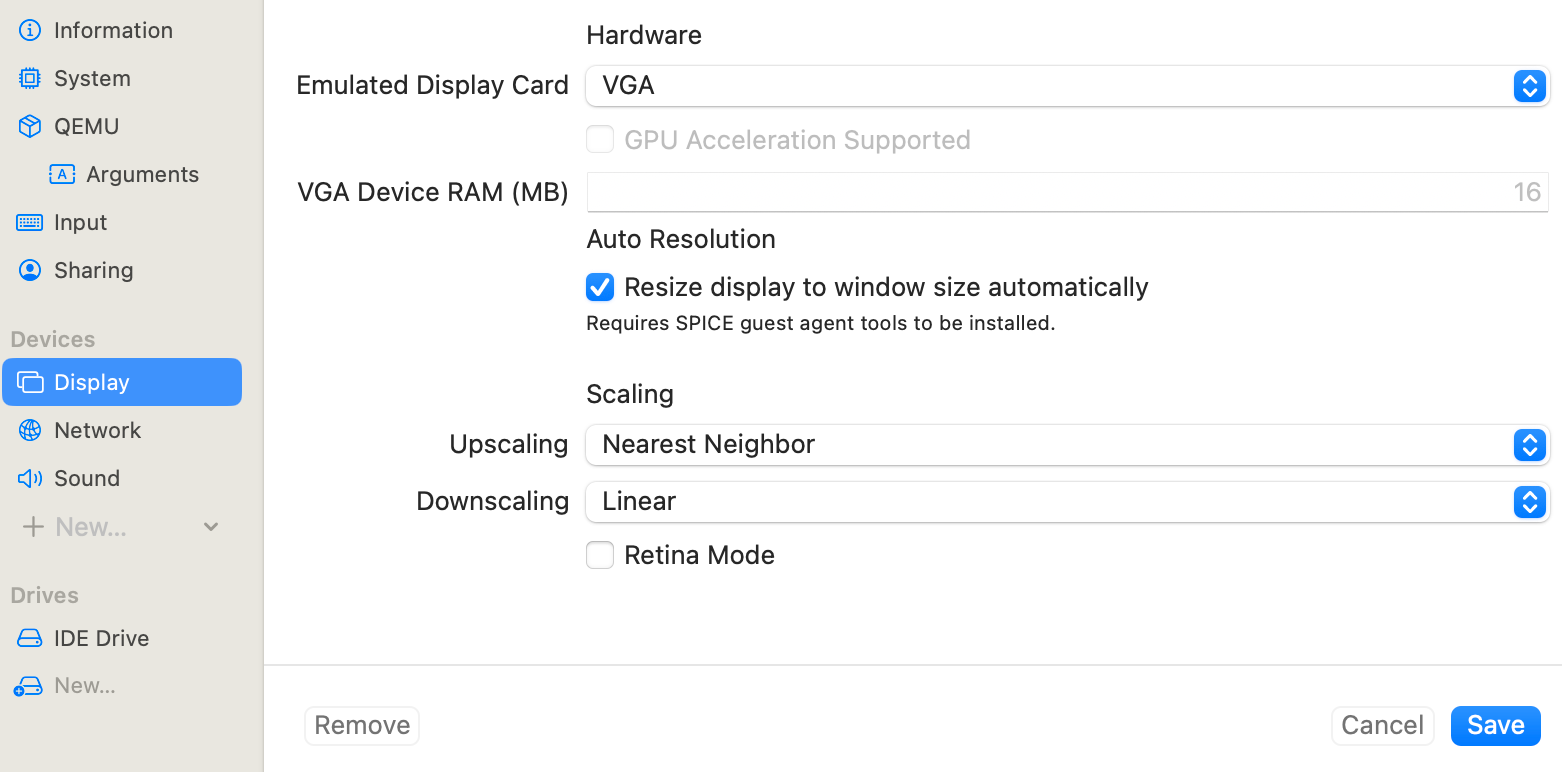 Information
System
QEMU
A
Arguments
Input
Sharing
Devices
Display
Network
Sound
New...
Drives
IDE Drive
New...
Hardware
Emulated Display Card
VGA
GPU Acceleration Supported
VGA Device RAM (MB)
16
Auto Resolution
Resize display to window size automatically
Requires SPICE guest agent tools to be installed.
Scaling
Upscaling
Nearest Neighbor
Downscaling
Linear
Retina Mode
Remove
Cancel
Save